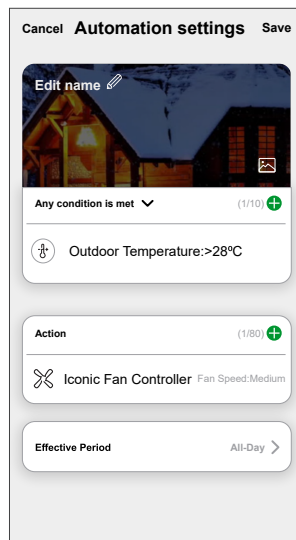 Cancel Automation settings Save
Edit name
Any condition is met (1/10)
Outdoor Temperature:>28ºC
Action (1/80)
Iconic Fan Controller Fan Speed:Medium
Effective Period All-Day